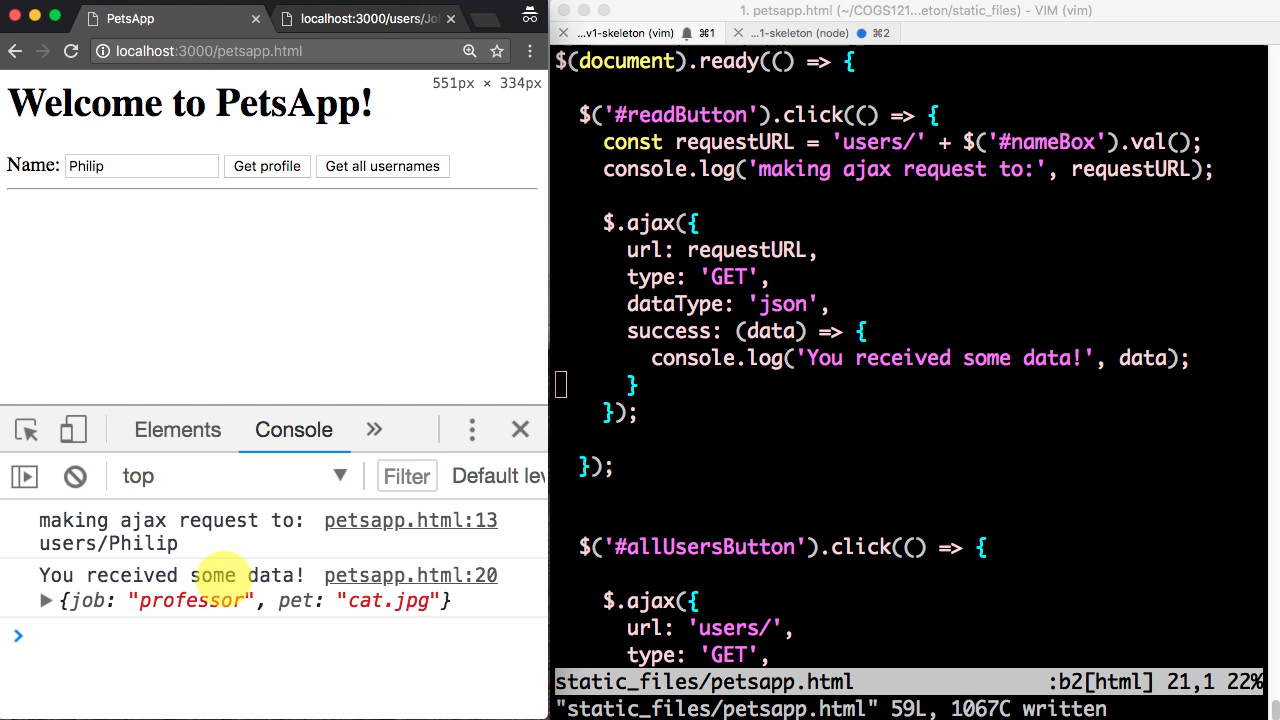 PetsApp
localhost:3000/users/Jo
localhost:3000/petsapp.html
551px × 334px
Welcome to PetsApp!
Name: Philip Get profile Get all usernames
Elements Console »
top Filter Default lev
making ajax request to: petsapp.html:13
users/Philip
You received some data! petsapp.html:20
{job: "professor", pet: "cat.jpg"}
1. petsapp.html (~/COGS121...eton/static_files) - VIM (vim)
...v1-skeleton (vim) ⌘1 ...1-skeleton (node) ⌘2
$(document).ready(() => {
$('#readButton').click(() => {
const requestURL = 'users/' + $('#nameBox').val();
console.log('making ajax request to:', requestURL);
$.ajax({
url: requestURL,
type: 'GET',
dataType: 'json',
success: (data) => {
console.log('You received some data!', data);
}
});
});
$('#allUsersButton').click(() => {
$.ajax({
url: 'users/',
type: 'GET',
static_files/petsapp.html :b2[html] 21,1 22%
"static_files/petsapp.html" 59L, 1067C written